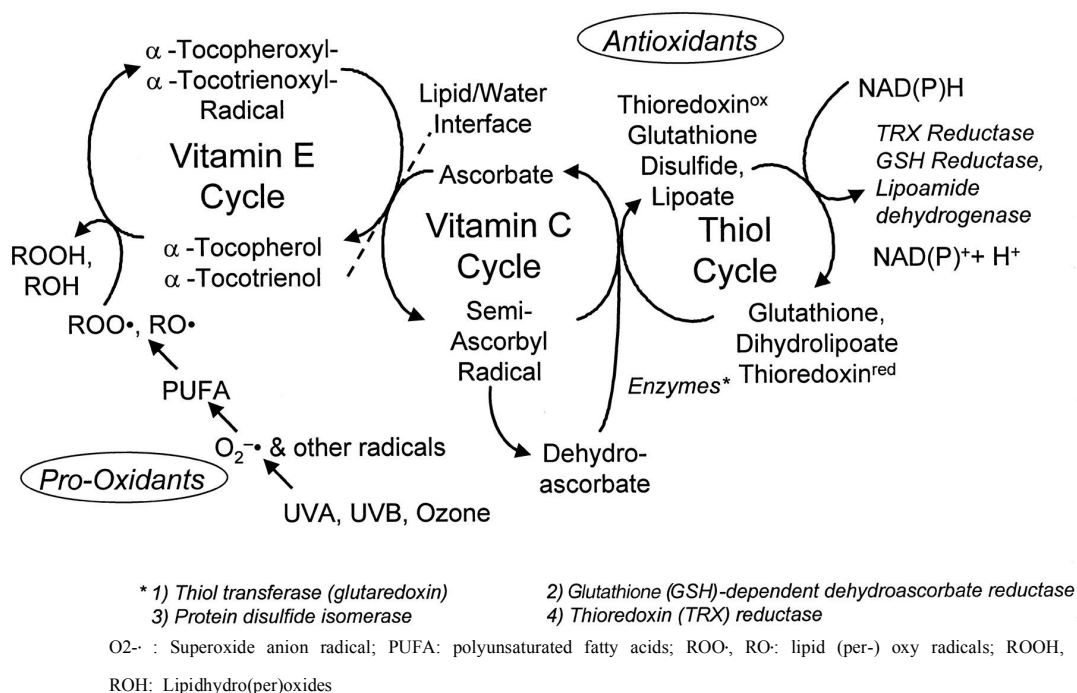 Antioxidants
α -Tocopheroxyl-
α -Tocotrienoxyl-
Radical
Vitamin E
Cycle
α -Tocopherol
α -Tocotrienol
ROOH,
ROH
ROO•, RO•
PUFA
O₂⁻• & other radicals
UVA, UVB, Ozone
Pro-Oxidants
Lipid/Water
Interface
Ascorbate
Vitamin C
Cycle
Semi-
Ascorbyl
Radical
Dehydro-
ascorbate
Enzymes*
Thioredoxinᵒˣ
Glutathione
Disulfide,
Lipoate
Thiol
Cycle
Glutathione,
Dihydrolipoate
Thioredoxinʳᵉᵈ
NAD(P)H
TRX Reductase
GSH Reductase,
Lipoamide
dehydrogenase
NAD(P)⁺+ H⁺
* 1) Thiol transferase (glutaredoxin)
2) Glutathione (GSH)-dependent dehydroascorbate reductase
3) Protein disulfide isomerase
4) Thioredoxin (TRX) reductase
O2-· : Superoxide anion radical; PUFA: polyunsaturated fatty acids; ROO·, RO·: lipid (per-) oxy radicals; ROOH,
ROH: Lipidhydro(per)oxides